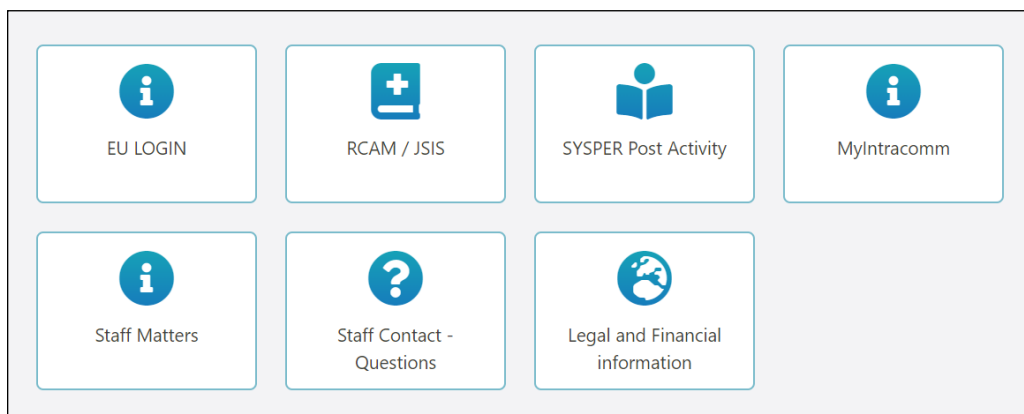 EU LOGIN
RCAM / JSIS
SYSPER Post Activity
MyIntracomm
Staff Matters
Staff Contact -
Questions
Legal and Financial
information